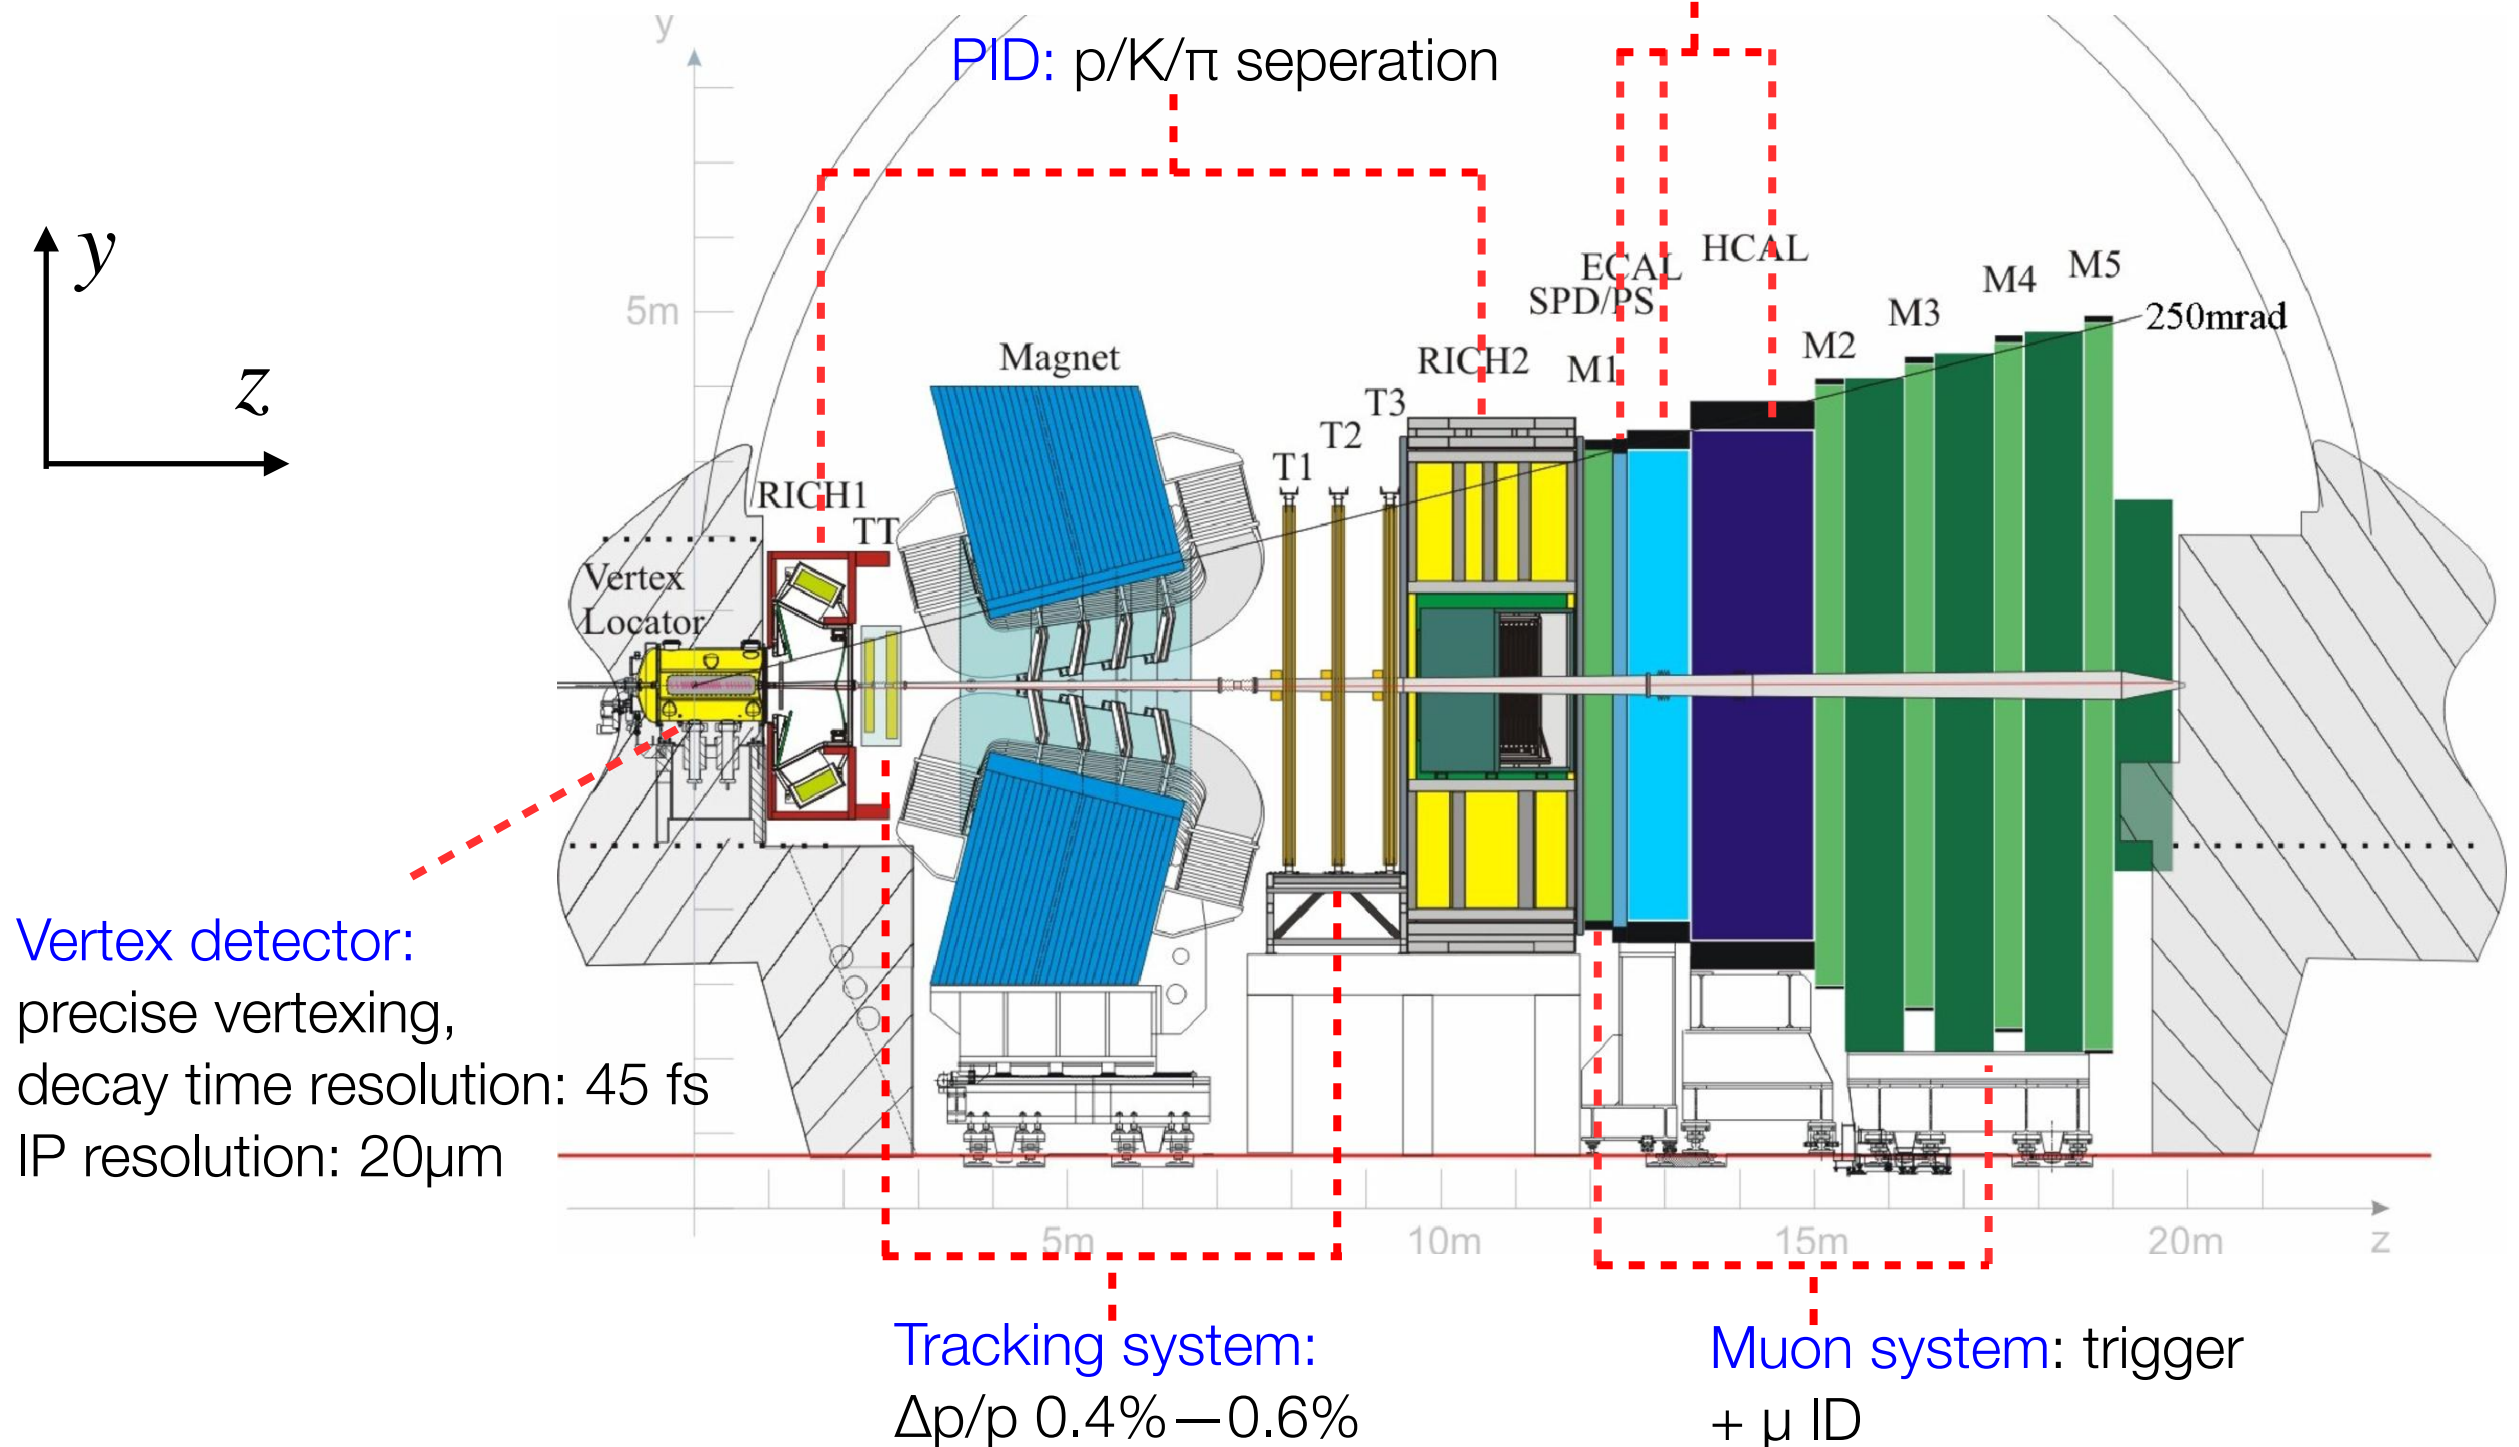 y
PID: p/K/π seperation
y
z
5m
HCAL
ECAL
SPD/PS
M5
M4
M3
M2
250mrad
Magnet
RICH2
M1
T3
T2
T1
RICH1
TT
Vertex
Locator
Vertex detector:
precise vertexing,
decay time resolution: 45 fs
IP resolution: 20μm
5m
10m
15m
20m
z
Tracking system:
Δp/p 0.4%—0.6%
Muon system: trigger
+ μ ID